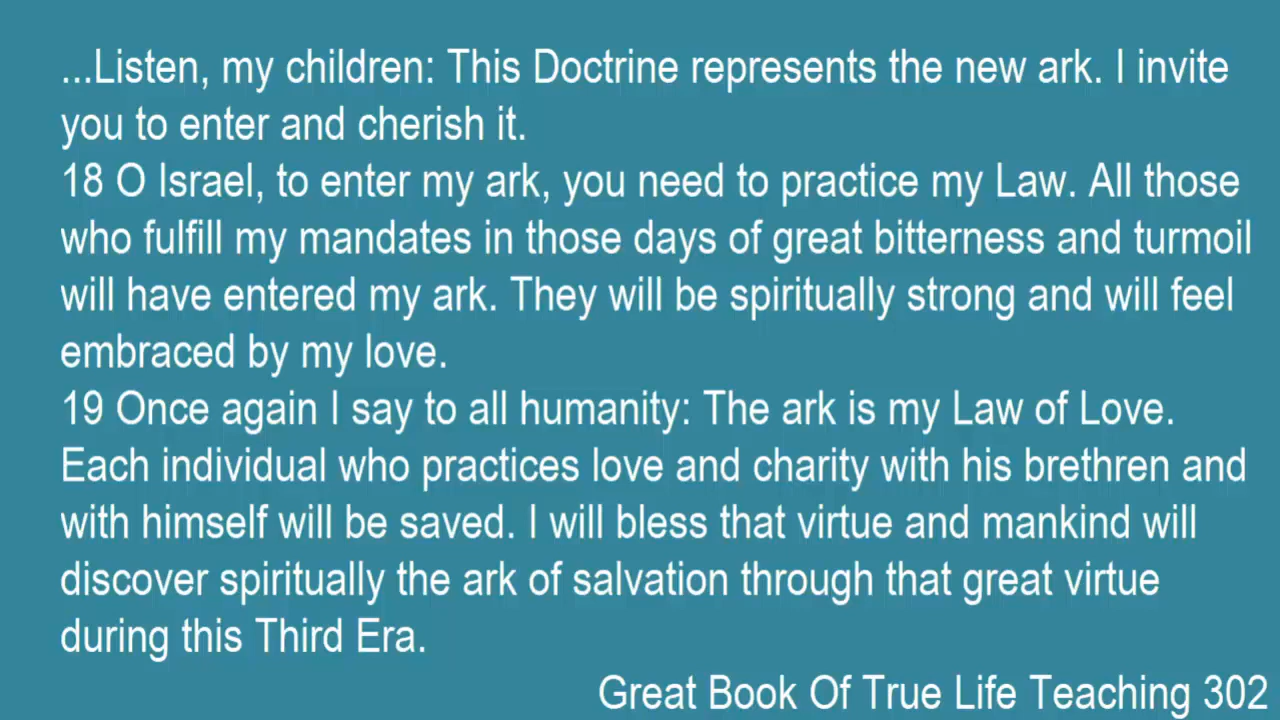 ...Listen, my children: This Doctrine represents the new ark. I invite
you to enter and cherish it.
18 O Israel, to enter my ark, you need to practice my Law. All those
who fulfill my mandates in those days of great bitterness and turmoil
will have entered my ark. They will be spiritually strong and will feel
embraced by my love.
19 Once again I say to all humanity: The ark is my Law of Love.
Each individual who practices love and charity with his brethren and
with himself will be saved. I will bless that virtue and mankind will
discover spiritually the ark of salvation through that great virtue
during this Third Era.
Great Book Of True Life Teaching 302